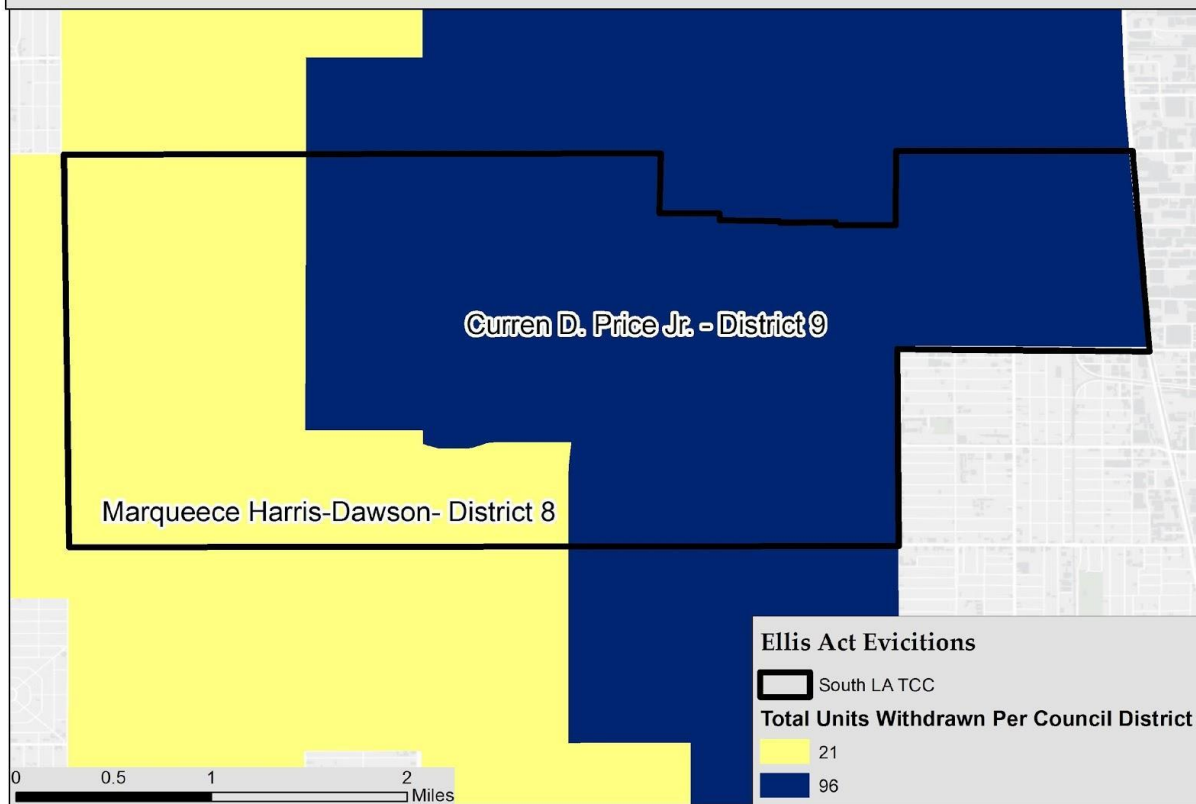 Curren D. Price Jr. - District 9
Marqueece Harris-Dawson- District 8
Ellis Act Evicitions
South LA TCC
Total Units Withdrawn Per Council District
21
96
0 0.5 1 2
Miles